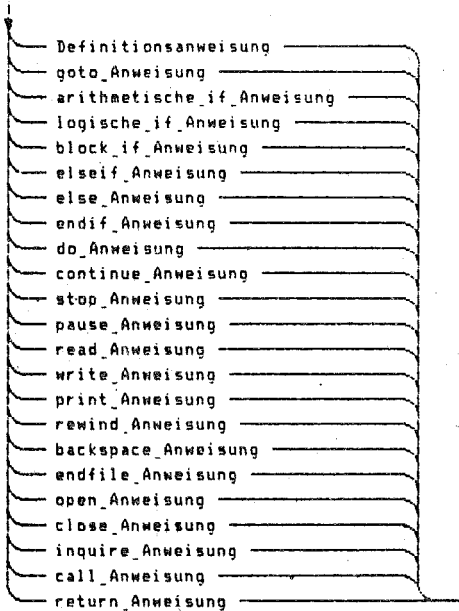 Definitionsanweisung
goto_Anweisung
arithmetische_if_Anweisung
logische_if_Anweisung
block_if_Anweisung
elseif_Anweisung
else_Anweisung
endif_Anweisung
do_Anweisung
continue_Anweisung
stop_Anweisung
pause_Anweisung
read_Anweisung
write_Anweisung
print_Anweisung
rewind_Anweisung
backspace_Anweisung
endfile_Anweisung
open_Anweisung
close_Anweisung
inquire_Anweisung
call_Anweisung
return_Anweisung